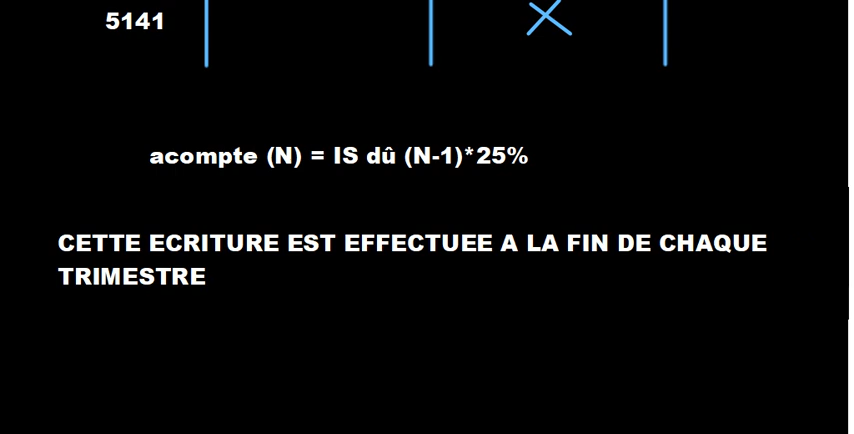 5141
acompte (N) = IS dû (N-1)*25%
CETTE ECRITURE EST EFFECTUEE A LA FIN DE CHAQUE
TRIMESTRE